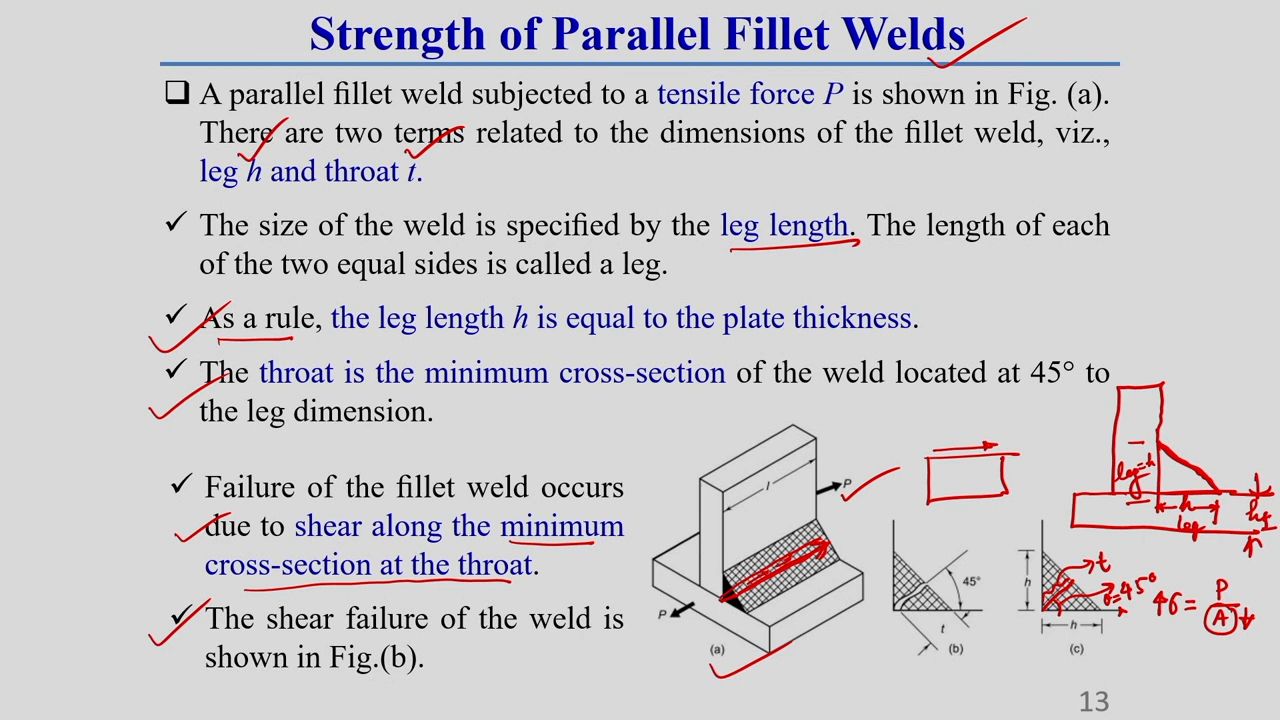 Strength of Parallel Fillet Welds
❑ A parallel fillet weld subjected to a tensile force P is shown in Fig. (a).
There are two terms related to the dimensions of the fillet weld, viz.,
leg h and throat t.
✓ The size of the weld is specified by the leg length. The length of each
of the two equal sides is called a leg.
✓ As a rule, the leg length h is equal to the plate thickness.
✓ The throat is the minimum cross-section of the weld located at 45° to
the leg dimension.
✓ Failure of the fillet weld occurs
due to shear along the minimum
cross-section at the throat.
✓ The shear failure of the weld is
shown in Fig.(b).
l
P
P
(a)
45°
t
(b)
h
h
(c)
leg=h
h
leg
t
θ=45°
↑σ = P/A↓
13